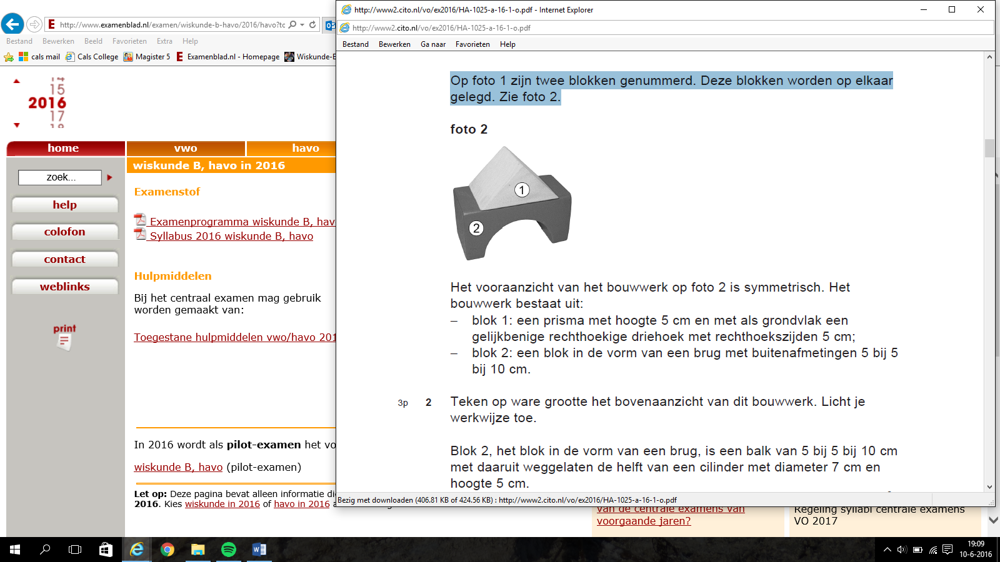 http://www2.cito.nl/vo/ex2016/HA-1025-a-16-1-o.pdf - Internet Explorer
http://www.examenblad.nl/examen/wiskunde-b-havo/2016/havo?tc
http://www2.cito.nl/vo/ex2016/HA-1025-a-16-1-o.pdf
Bestand Bewerken Beeld Favorieten Extra Help
Bestand Bewerken Ga naar Favorieten Help
cals mail Cals College Magister 5 Examenblad.nl - Homepage Wiskunde-E
14
15
2016
17
18
home vwo havo
zoek...
help
colofon
contact
weblinks
print
wiskunde B, havo in 2016
Examenstof
Examenprogramma wiskunde B, hav
Syllabus 2016 wiskunde B, havo
Hulpmiddelen
Bij het centraal examen mag gebruik
worden gemaakt van:
Toegestane hulpmiddelen vwo/havo 201
In 2016 wordt als pilot-examen het vo
wiskunde B, havo (pilot-examen)
Let op: Deze pagina bevat alleen informatie di
2016. Kies wiskunde in 2016 of havo in 2016
Op foto 1 zijn twee blokken genummerd. Deze blokken worden op elkaar
gelegd. Zie foto 2.
foto 2
1
2
Het vooraanzicht van het bouwwerk op foto 2 is symmetrisch. Het
bouwwerk bestaat uit:
– blok 1: een prisma met hoogte 5 cm en met als grondvlak een
gelijkbenige rechthoekige driehoek met rechthoekszijden 5 cm;
– blok 2: een blok in de vorm van een brug met buitenafmetingen 5 bij 5
bij 10 cm.
3p 2 Teken op ware grootte het bovenaanzicht van dit bouwwerk. Licht je
werkwijze toe.
Blok 2, het blok in de vorm van een brug, is een balk van 5 bij 5 bij 10 cm
met daaruit weggelaten de helft van een cilinder met diameter 7 cm en
hoogte 5 cm.
Bezig met downloaden (406.81 KB of 424.56 KB) : http://www2.cito.nl/vo/ex2016/HA-1025-a-16-1-o.pdf
van de centrale examens van
voorgaande jaren?
Regeling syllabi centrale examens
VO 2017
19:09
10-6-2016